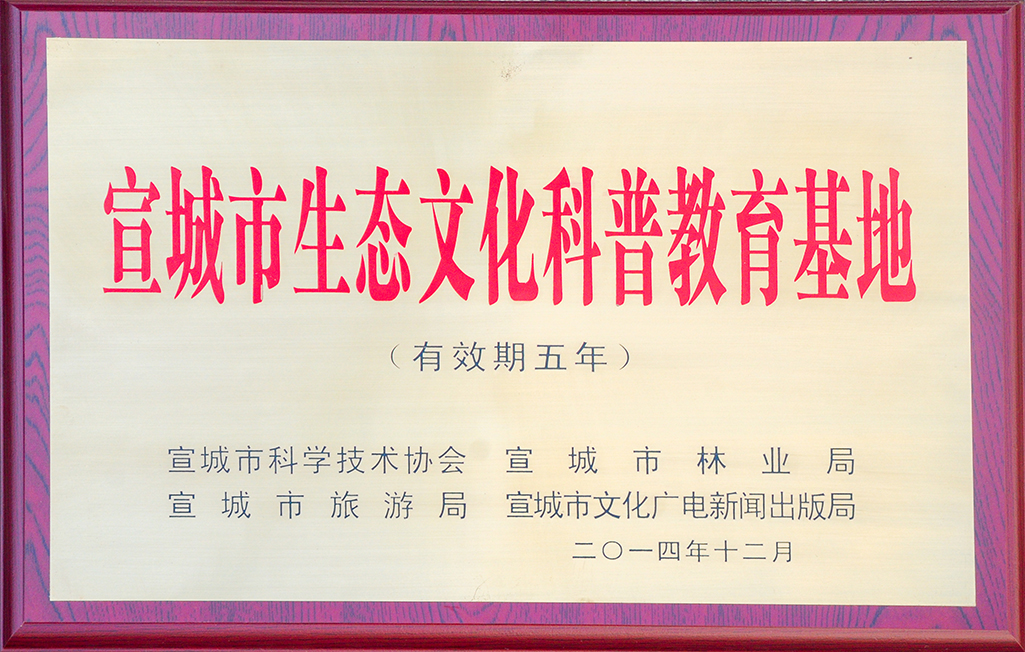 宣城市生态文化科普教育基地
（有效期五年）
宣城市科学技术协会 宣城市林业局
宣城市旅游局 宣城市文化广电新闻出版局
二〇一四年十二月